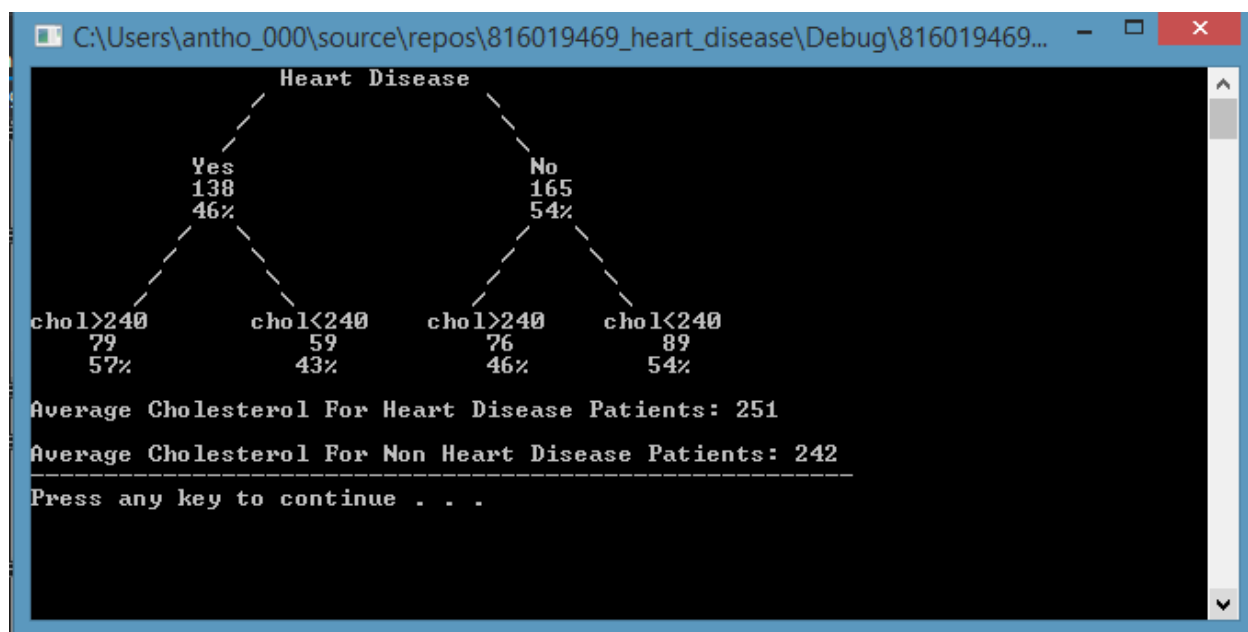 C:\Users\antho_000\source\repos\816019469_heart_disease\Debug\816019469...
Heart Disease
Yes No
138 165
46% 54%
chol>240 chol<240 chol>240 chol<240
79 59 76 89
57% 43% 46% 54%
Average Cholesterol For Heart Disease Patients: 251
Average Cholesterol For Non Heart Disease Patients: 242
Press any key to continue . . .